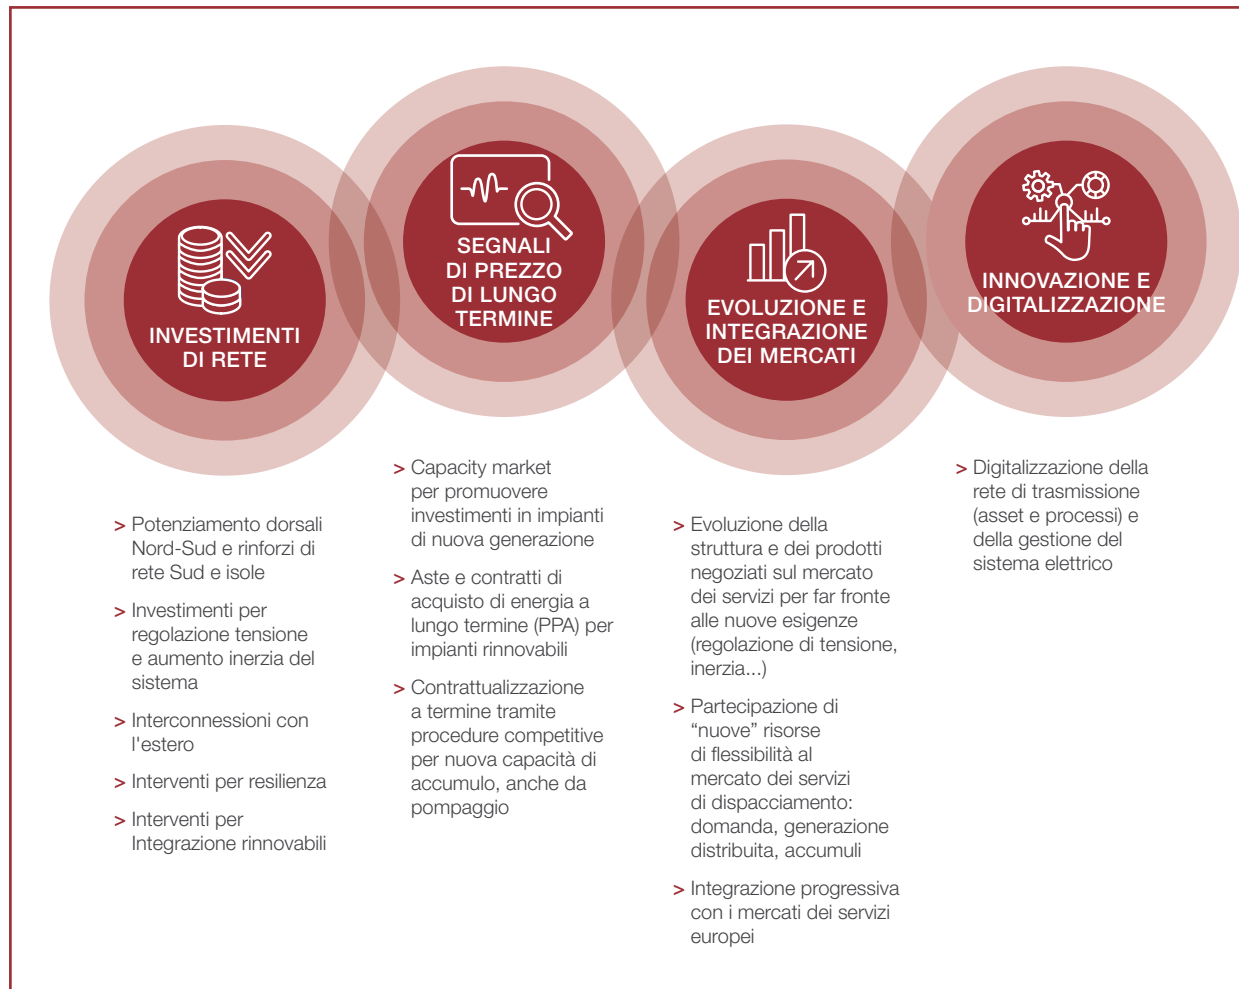 INVESTIMENTI
DI RETE
> Potenziamento dorsali
Nord-Sud e rinforzi di
rete Sud e isole
> Investimenti per
regolazione tensione
e aumento inerzia del
sistema
> Interconnessioni con
l'estero
> Interventi per resilienza
> Interventi per
Integrazione rinnovabili
SEGNALI
DI PREZZO
DI LUNGO
TERMINE
> Capacity market
per promuovere
investimenti in impianti
di nuova generazione
> Aste e contratti di
acquisto di energia a
lungo termine (PPA) per
impianti rinnovabili
> Contrattualizzazione
a termine tramite
procedure competitive
per nuova capacità di
accumulo, anche da
pompaggio
EVOLUZIONE E
INTEGRAZIONE
DEI MERCATI
> Evoluzione della
struttura e dei prodotti
negoziati sul mercato
dei servizi per far fronte
alle nuove esigenze
(regolazione di tensione,
inerzia...)
> Partecipazione di
“nuove” risorse
di flessibilità al
mercato dei servizi
di dispacciamento:
domanda, generazione
distribuita, accumuli
> Integrazione progressiva
con i mercati dei servizi
europei
INNOVAZIONE E
DIGITALIZZAZIONE
> Digitalizzazione della
rete di trasmissione
(asset e processi) e
della gestione del
sistema elettrico